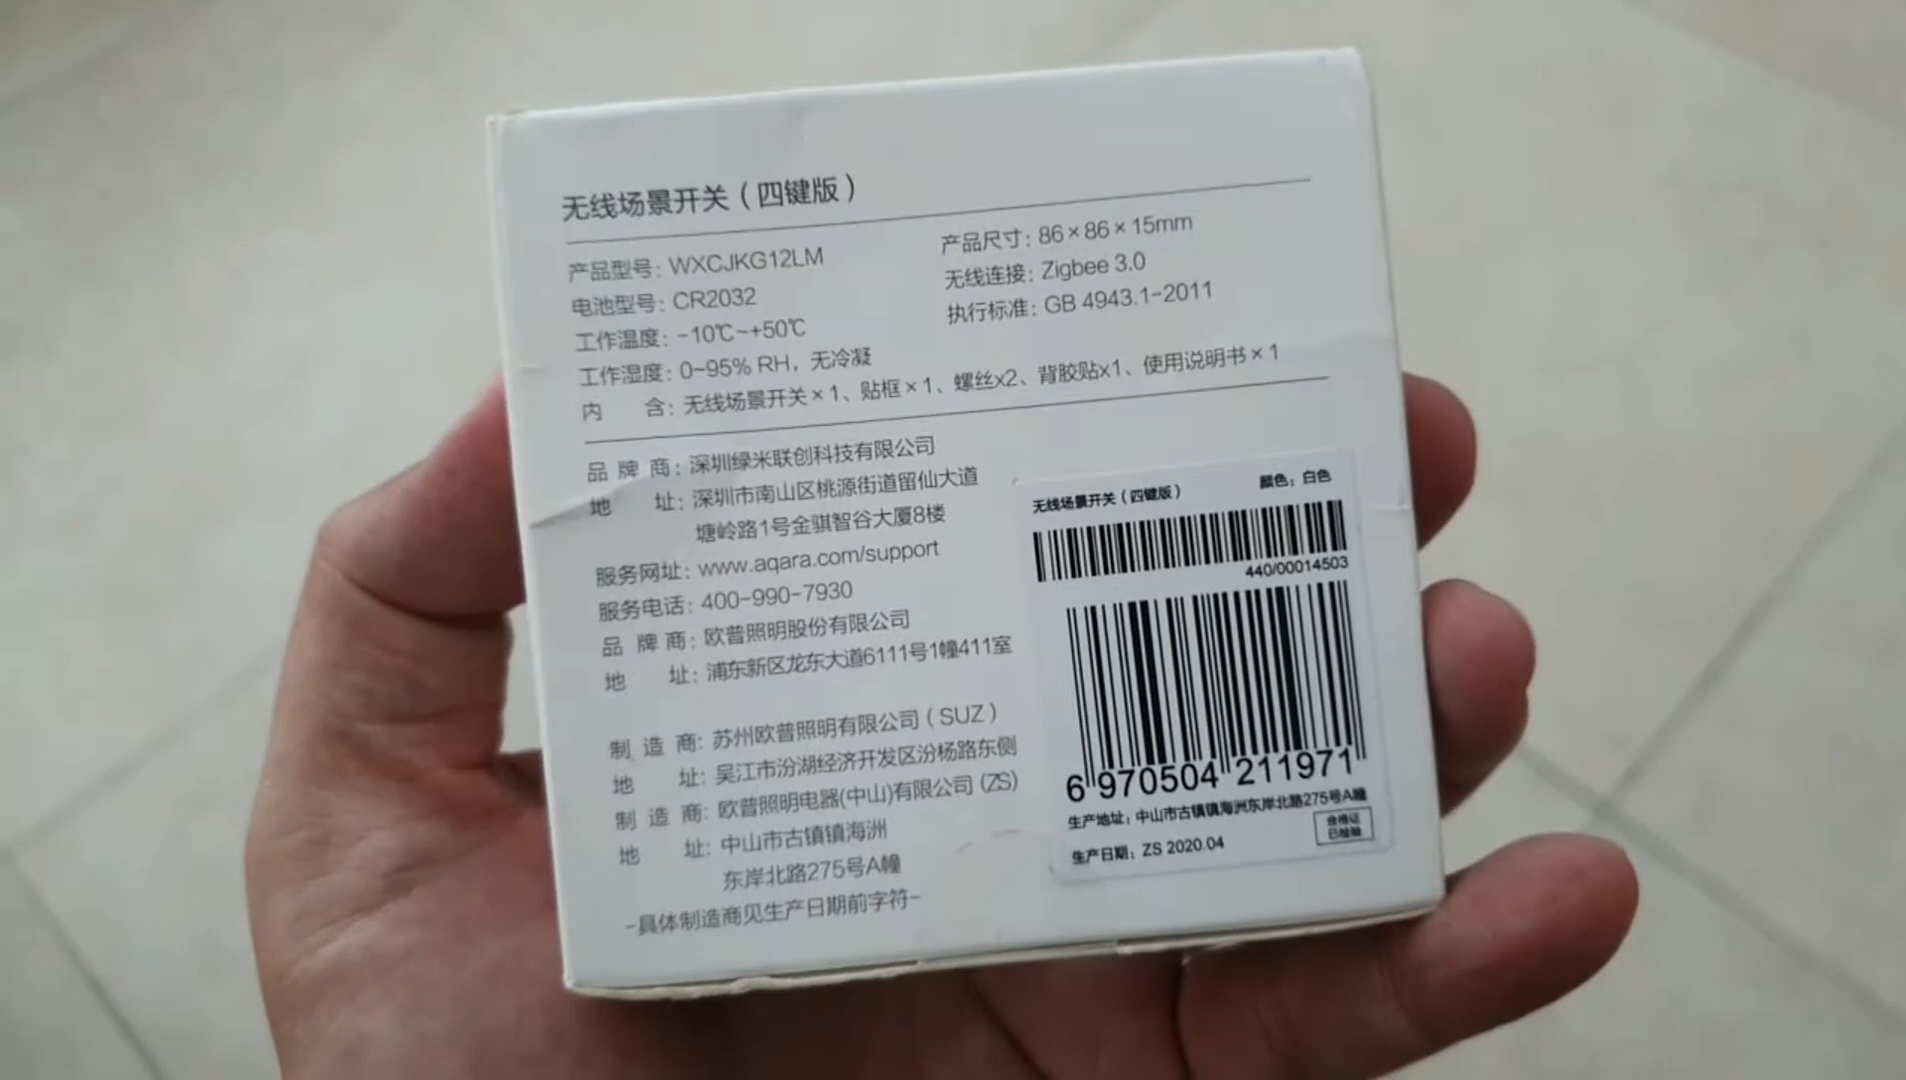 无线场景开关（四键版）
产品型号：WXCJKG12LM
产品尺寸：86×86×15mm
电池型号：CR2032
无线连接：Zigbee 3.0
工作温度：-10℃~+50℃
执行标准：GB 4943.1-2011
工作湿度：0-95% RH，无冷凝
内 含：无线场景开关×1、贴框×1、螺丝x2、背胶贴x1、使用说明书×1
品 牌 商：深圳绿米联创科技有限公司
地 址：深圳市南山区桃源街道留仙大道
塘岭路1号金骐智谷大厦8楼
服务网址：www.aqara.com/support
服务电话：400-990-7930
品 牌 商：欧普照明股份有限公司
地 址：浦东新区龙东大道6111号1幢411室
制 造 商：苏州欧普照明有限公司（SUZ）
地 址：吴江市汾湖经济开发区汾杨路东侧
制 造 商：欧普照明电器(中山)有限公司 (ZS)
地 址：中山市古镇镇海洲
东岸北路275号A幢
-具体制造商见生产日期前字符-
无线场景开关（四键版） 颜色：白色
440/00014503
6 970504 211971
生产地址：中山市古镇镇海洲东岸北路275号A幢
生产日期：ZS 2020.04
合格证
已检验